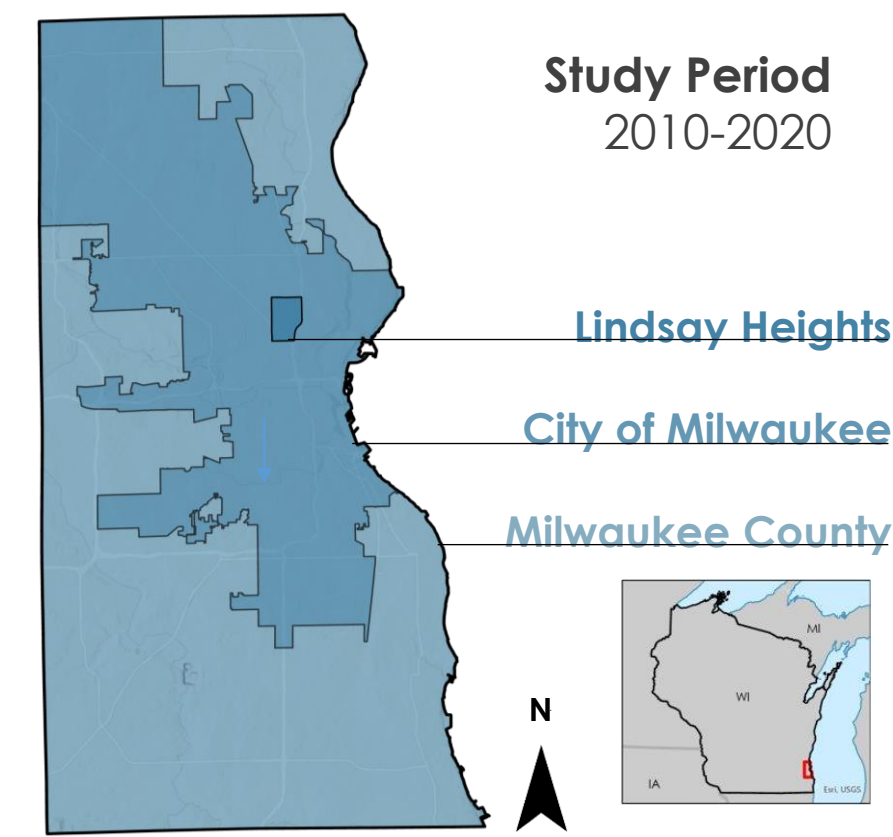 Study Period
2010-2020
Lindsay Heights
City of Milwaukee
Milwaukee County
N
MI
WI
IA
Esri, USGS